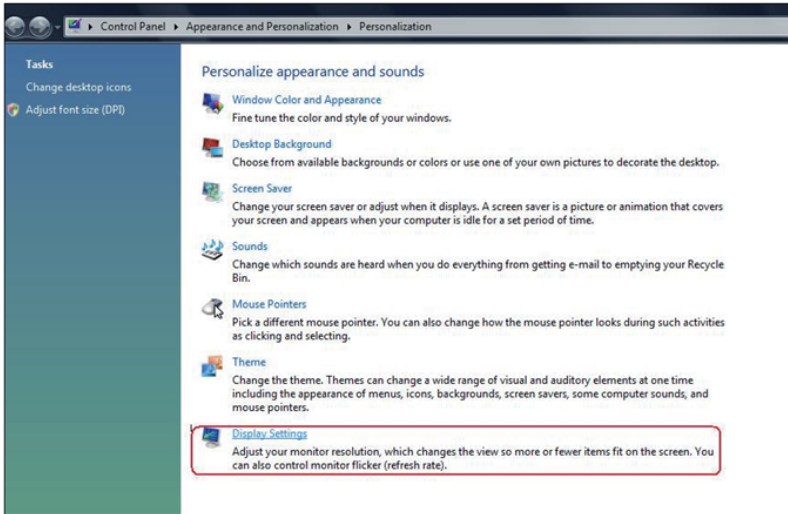 Control Panel ▸ Appearance and Personalization ▸ Personalization
Tasks
Change desktop icons
Adjust font size (DPI)
Personalize appearance and sounds
Window Color and Appearance
Fine tune the color and style of your windows.
Desktop Background
Choose from available backgrounds or colors or use one of your own pictures to decorate the desktop.
Screen Saver
Change your screen saver or adjust when it displays. A screen saver is a picture or animation that covers
your screen and appears when your computer is idle for a set period of time.
Sounds
Change which sounds are heard when you do everything from getting e-mail to emptying your Recycle
Bin.
Mouse Pointers
Pick a different mouse pointer. You can also change how the mouse pointer looks during such activities
as clicking and selecting.
Theme
Change the theme. Themes can change a wide range of visual and auditory elements at one time
including the appearance of menus, icons, backgrounds, screen savers, some computer sounds, and
mouse pointers.
Display Settings
Adjust your monitor resolution, which changes the view so more or fewer items fit on the screen. You
can also control monitor flicker (refresh rate).